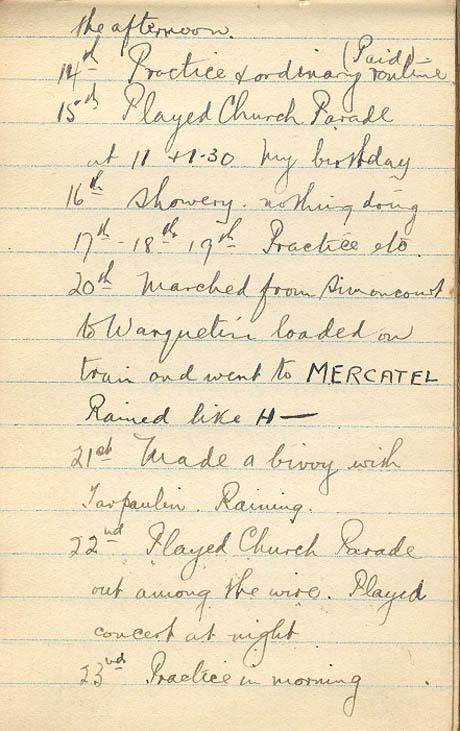 the afternoon.
(Paid)
14th Practice & ordinary routine
15th Played Church Parade
at 11 & 1-30 My birthday
16th Showery. nothing doing
17th - 18th 19th Practice etc
20th Marched from Simoncourt
to Warquetin loaded on
train and went to MERCATEL
Rained like H—
21st Made a bivvy with
Tarpaulin. Raining.
22nd Played Church Parade
out among the wire. Played
concert at night
23rd Practice in morning